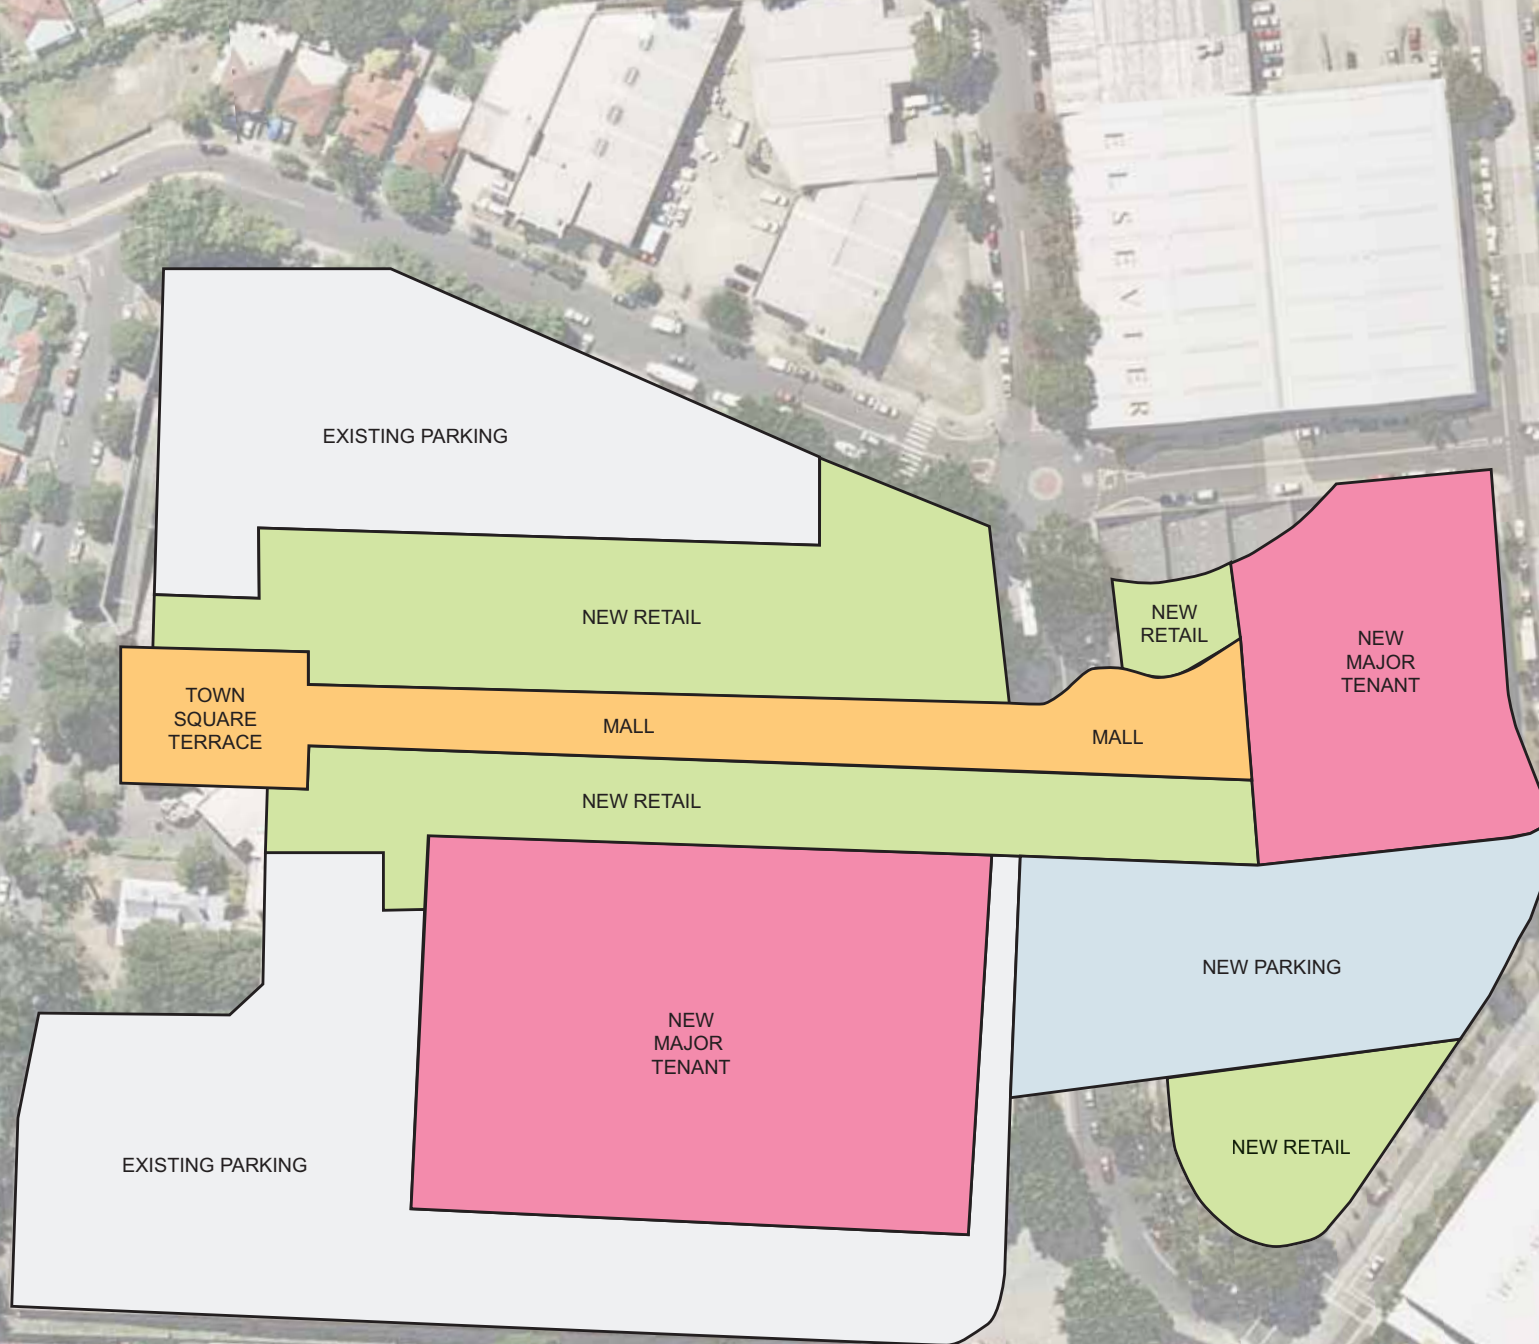 ELSEVIER
EXISTING PARKING
NEW RETAIL
NEW
RETAIL
NEW
MAJOR
TENANT
TOWN
SQUARE
TERRACE
MALL
MALL
NEW RETAIL
NEW PARKING
NEW
MAJOR
TENANT
NEW RETAIL
EXISTING PARKING